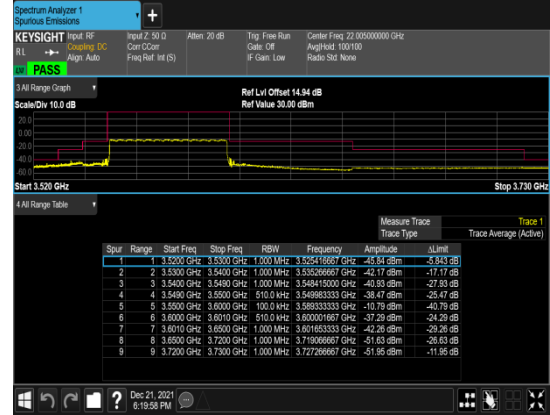 Spectrum Analyzer 1
Spurious Emissions
KEYSIGHT Input: RF Input Z: 50 Ω Atten: 20 dB Trig: Free Run Center Freq: 22.005000000 GHz
RL Coupling: DC Corr CCorr Gate: Off Avg|Hold: 100/100
Align: Auto Freq Ref: Int (S) IF Gain: Low Radio Std: None
PASS
3 All Range Graph Ref Lvl Offset 14.94 dB
Scale/Div 10.0 dB Ref Value 30.00 dBm
20.0
0.00
-20.0
-40.0
-60.0
Start 3.520 GHz Stop 3.730 GHz
4 All Range Table
Measure Trace Trace 1
Trace Type Trace Average (Active)
Spur Range Start Freq Stop Freq RBW Frequency Amplitude ΔLimit
1 1 3.5200 GHz 3.5300 GHz 1.000 MHz 3.525416667 GHz -45.84 dBm -5.843 dB
2 2 3.5300 GHz 3.5400 GHz 1.000 MHz 3.535266667 GHz -42.17 dBm -17.17 dB
3 3 3.5400 GHz 3.5490 GHz 1.000 MHz 3.548415000 GHz -40.93 dBm -27.93 dB
4 4 3.5490 GHz 3.5500 GHz 510.0 kHz 3.549983333 GHz -38.47 dBm -25.47 dB
5 5 3.5500 GHz 3.6000 GHz 100.0 kHz 3.589333333 GHz -10.79 dBm -40.79 dB
6 6 3.6000 GHz 3.6010 GHz 510.0 kHz 3.600001667 GHz -37.29 dBm -24.29 dB
7 7 3.6010 GHz 3.6500 GHz 1.000 MHz 3.601653333 GHz -42.26 dBm -29.26 dB
8 8 3.6500 GHz 3.7200 GHz 1.000 MHz 3.719066667 GHz -51.63 dBm -26.63 dB
9 9 3.7200 GHz 3.7300 GHz 1.000 MHz 3.727266667 GHz -51.95 dBm -11.95 dB
Dec 21, 2021
6:19:58 PM